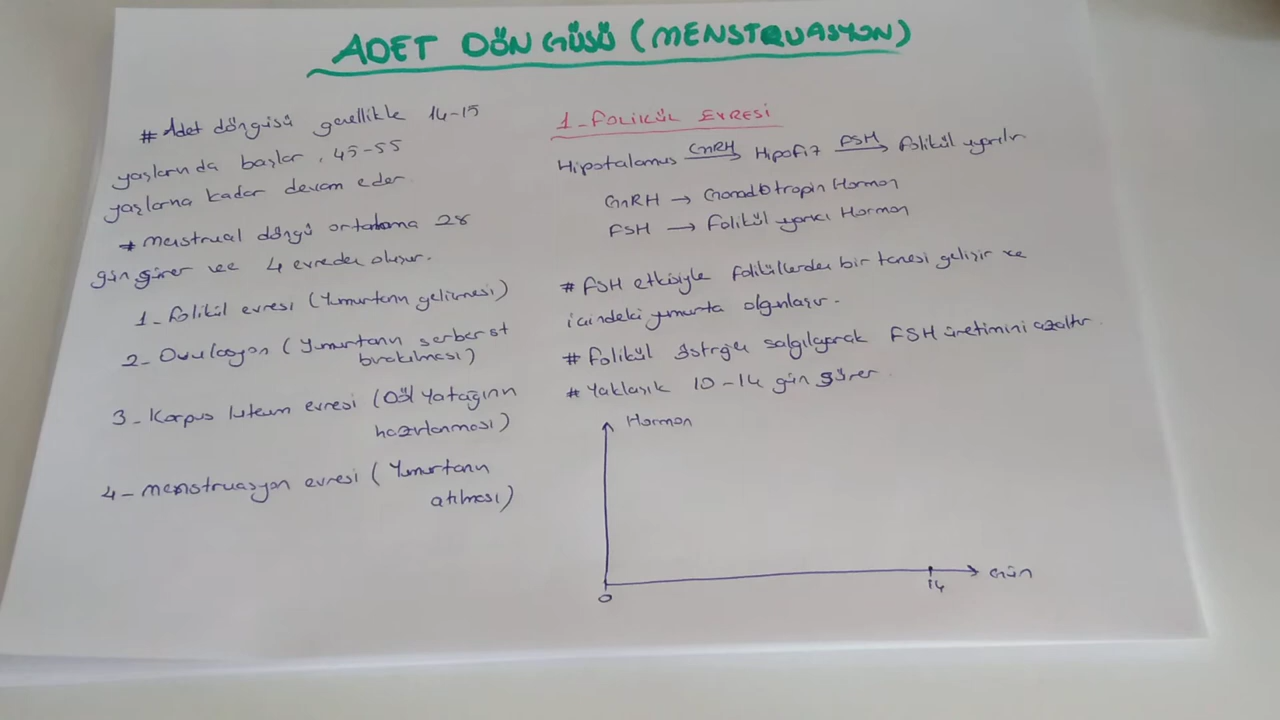 ADET DÖNGÜSÜ (MENSTRUASYON)
# Adet döngüsü genellikle 14-15
yaşlarında başlar, 45-55
yaşlarına kadar devam eder
* Menstrual döngü ortalama 28
gün sürer ve 4 evreden oluşur.
1- Folikül evresi (Yumurtanın gelişmesi)
2- Ovulasyon (Yumurtanın serberst
bırakılması)
3- Korpus luteum evresi (Döl Yatağının
hazırlanması)
4- menstruasyon evresi (Yumurtanın
atılması)
1- FOLİKÜL EVRESİ
Hipotalamus GnRH→ Hipofiz FSH→ Folikül yarılır
GnRH → Gonadotropin Hormon
FSH → Folikül yarıcı Hormon
# FSH etkisiyle foliküllerden bir tanesi gelişir ve
içindeki yumurta olgunlaşır.
# Folikül östrojen salgılayarak FSH üretimini azaltır.
# Yaklaşık 10-14 gün sürer
Hormon
0
14
Gün